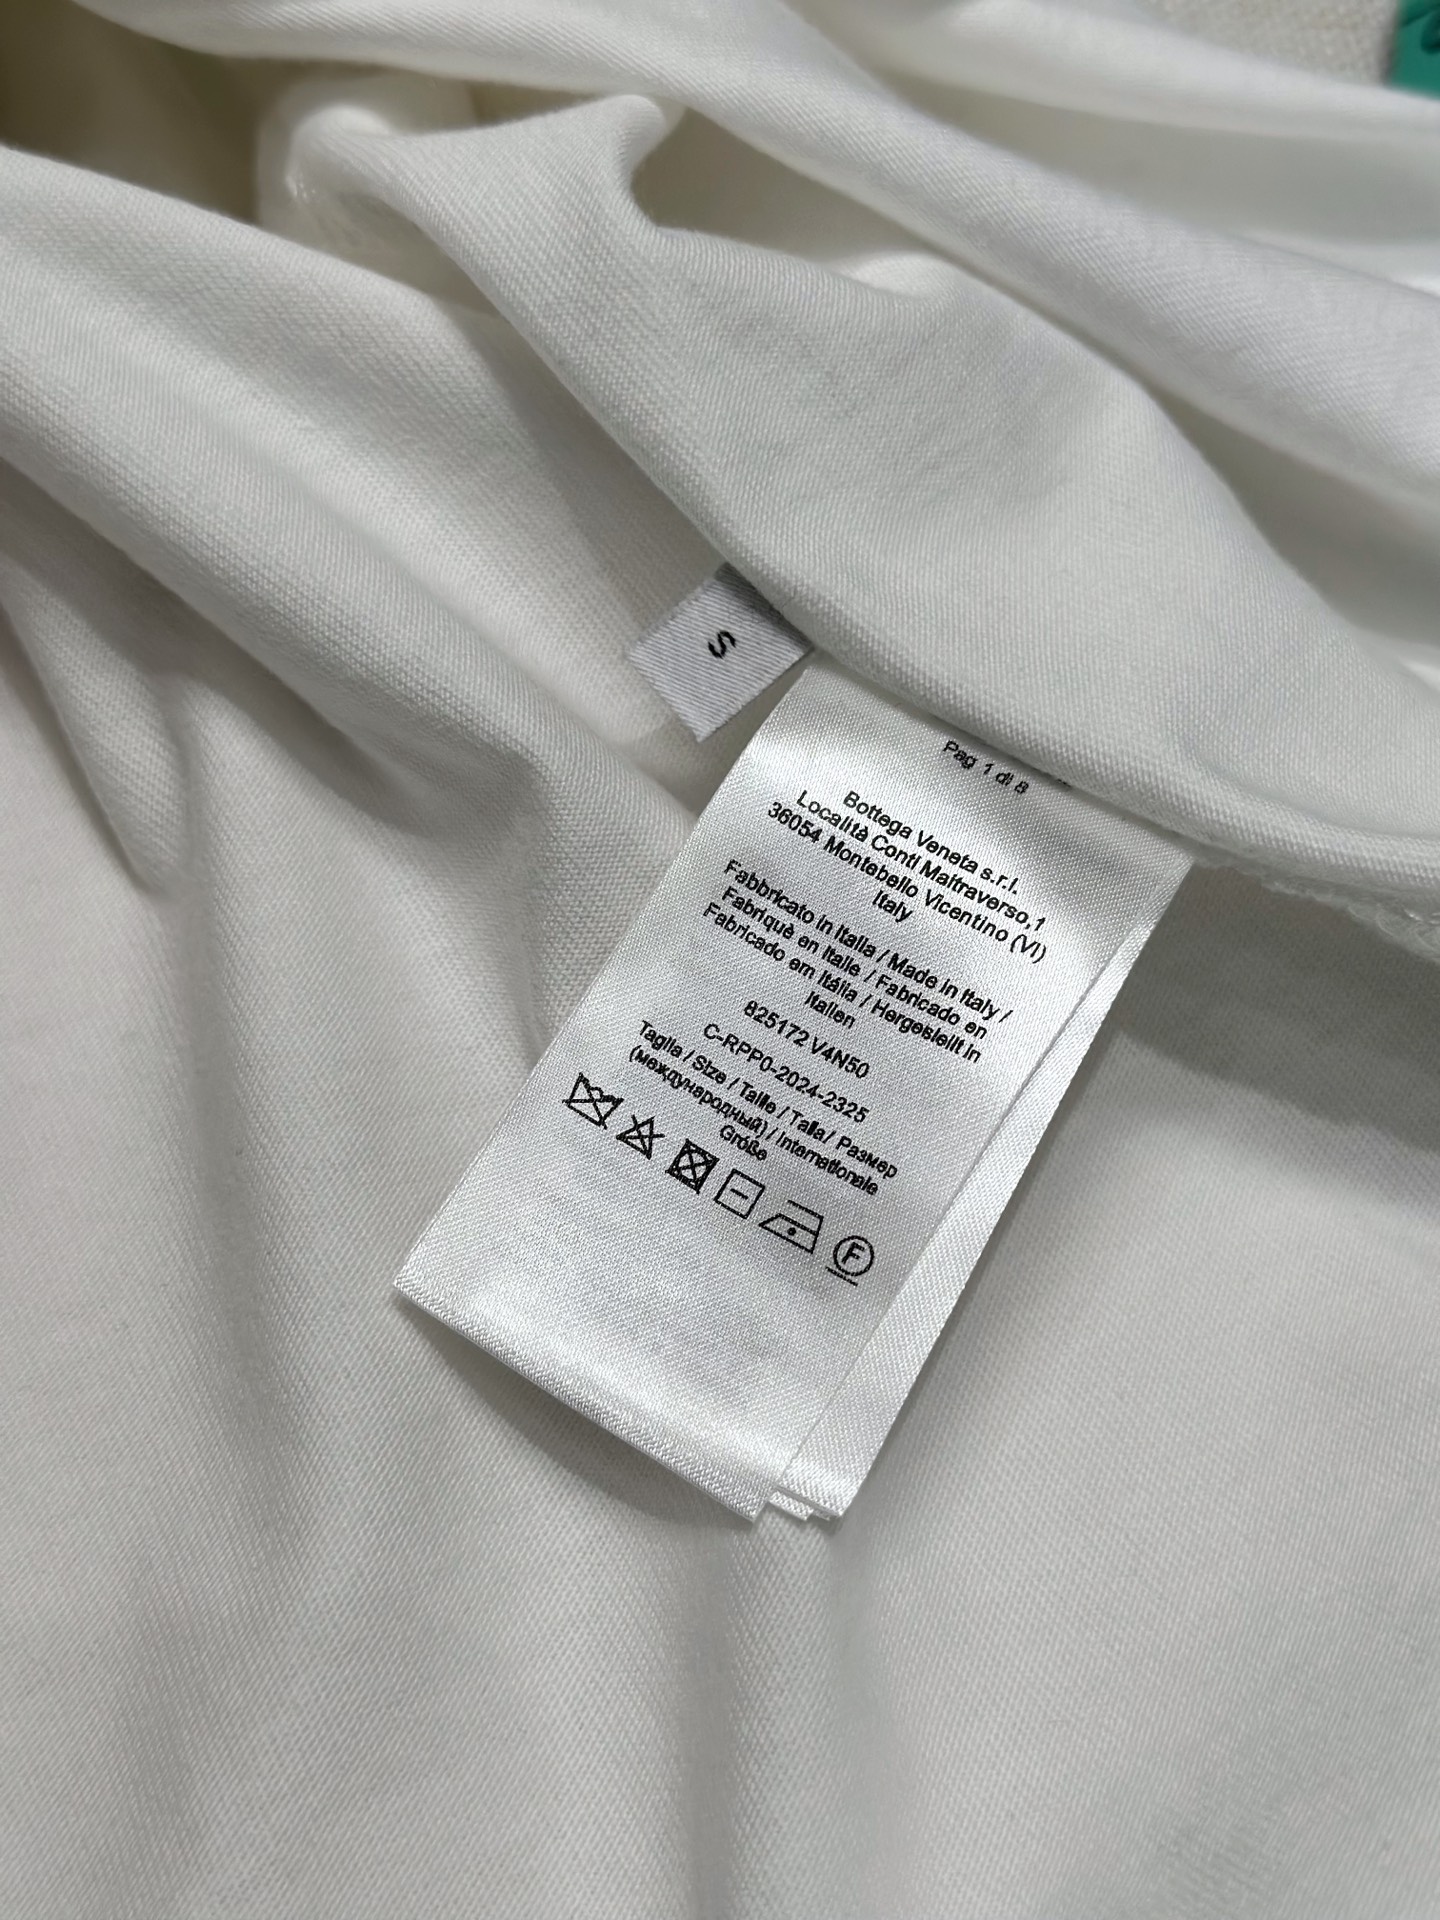 S
Pag 1 di 8
Bottega Veneta s.r.l.
Località Conti Maltraverso,1
36054 Montebello Vicentino (VI)
Italy
Fabbricato in Italia / Made in Italy /
Fabriquè en Italie / Fabricado en
Fabricado em Itália / Hergestellt in
Italien
825172 V4N50
C-RPP0-2024-2325
Taglia / Size / Taille / Talla/ Размер
(международный) / Internationale
Größe
F